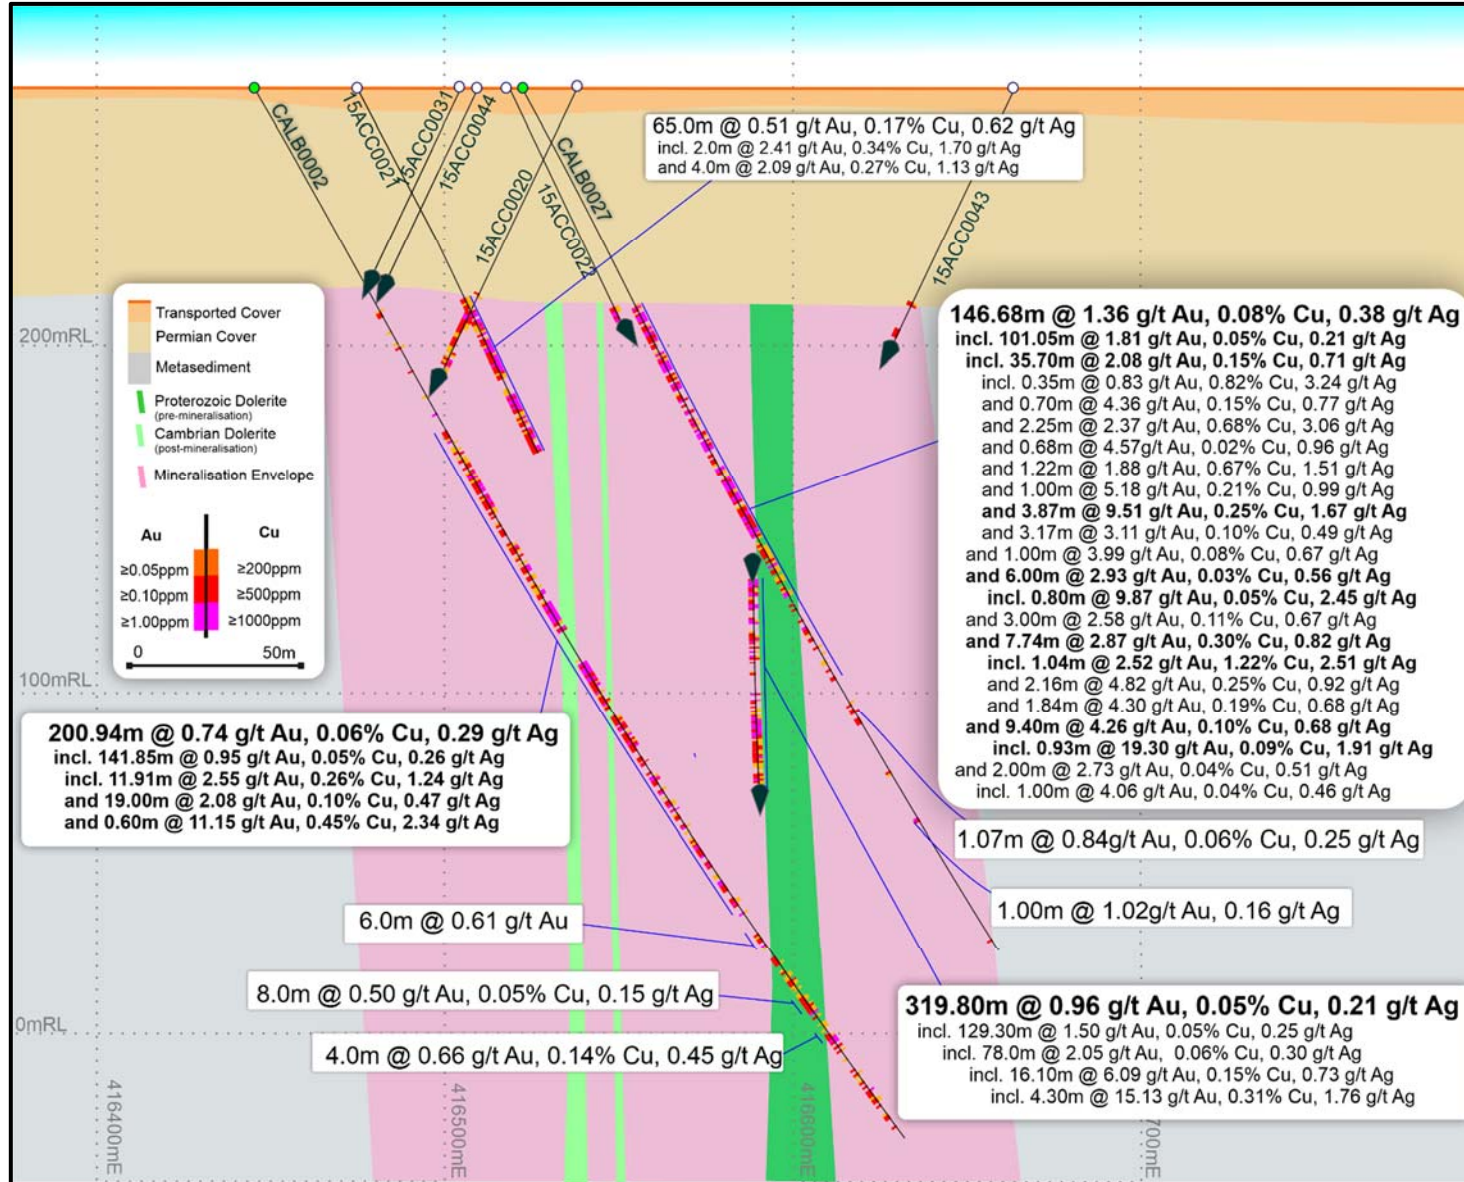 CALB0002
15ACC0021
15ACC0031
15ACC0044
15ACC0020
15ACC0022
CALB0027
15ACC0043
65.0m @ 0.51 g/t Au, 0.17% Cu, 0.62 g/t Ag
incl. 2.0m @ 2.41 g/t Au, 0.34% Cu, 1.70 g/t Ag
and 4.0m @ 2.09 g/t Au, 0.27% Cu, 1.13 g/t Ag
Transported Cover
Permian Cover
Metasediment
Proterozoic Dolerite
(pre-mineralisation)
Cambrian Dolerite
(post-mineralisation)
Mineralisation Envelope
Au Cu
≥0.05ppm ≥200ppm
≥0.10ppm ≥500ppm
≥1.00ppm ≥1000ppm
0 50m
200mRL
100mRL
0mRL
146.68m @ 1.36 g/t Au, 0.08% Cu, 0.38 g/t Ag
incl. 101.05m @ 1.81 g/t Au, 0.05% Cu, 0.21 g/t Ag
incl. 35.70m @ 2.08 g/t Au, 0.15% Cu, 0.71 g/t Ag
incl. 0.35m @ 0.83 g/t Au, 0.82% Cu, 3.24 g/t Ag
and 0.70m @ 4.36 g/t Au, 0.15% Cu, 0.77 g/t Ag
and 2.25m @ 2.37 g/t Au, 0.68% Cu, 3.06 g/t Ag
and 0.68m @ 4.57g/t Au, 0.02% Cu, 0.96 g/t Ag
and 1.22m @ 1.88 g/t Au, 0.67% Cu, 1.51 g/t Ag
and 1.00m @ 5.18 g/t Au, 0.21% Cu, 0.99 g/t Ag
and 3.87m @ 9.51 g/t Au, 0.25% Cu, 1.67 g/t Ag
and 3.17m @ 3.11 g/t Au, 0.10% Cu, 0.49 g/t Ag
and 1.00m @ 3.99 g/t Au, 0.08% Cu, 0.67 g/t Ag
and 6.00m @ 2.93 g/t Au, 0.03% Cu, 0.56 g/t Ag
incl. 0.80m @ 9.87 g/t Au, 0.05% Cu, 2.45 g/t Ag
and 3.00m @ 2.58 g/t Au, 0.11% Cu, 0.67 g/t Ag
and 7.74m @ 2.87 g/t Au, 0.30% Cu, 0.82 g/t Ag
incl. 1.04m @ 2.52 g/t Au, 1.22% Cu, 2.51 g/t Ag
and 2.16m @ 4.82 g/t Au, 0.25% Cu, 0.92 g/t Ag
and 1.84m @ 4.30 g/t Au, 0.19% Cu, 0.68 g/t Ag
and 9.40m @ 4.26 g/t Au, 0.10% Cu, 0.68 g/t Ag
incl. 0.93m @ 19.30 g/t Au, 0.09% Cu, 1.91 g/t Ag
and 2.00m @ 2.73 g/t Au, 0.04% Cu, 0.51 g/t Ag
incl. 1.00m @ 4.06 g/t Au, 0.04% Cu, 0.46 g/t Ag
200.94m @ 0.74 g/t Au, 0.06% Cu, 0.29 g/t Ag
incl. 141.85m @ 0.95 g/t Au, 0.05% Cu, 0.26 g/t Ag
incl. 11.91m @ 2.55 g/t Au, 0.26% Cu, 1.24 g/t Ag
and 19.00m @ 2.08 g/t Au, 0.10% Cu, 0.47 g/t Ag
and 0.60m @ 11.15 g/t Au, 0.45% Cu, 2.34 g/t Ag
1.07m @ 0.84g/t Au, 0.06% Cu, 0.25 g/t Ag
1.00m @ 1.02g/t Au, 0.16 g/t Ag
6.0m @ 0.61 g/t Au
8.0m @ 0.50 g/t Au, 0.05% Cu, 0.15 g/t Ag
4.0m @ 0.66 g/t Au, 0.14% Cu, 0.45 g/t Ag
319.80m @ 0.96 g/t Au, 0.05% Cu, 0.21 g/t Ag
incl. 129.30m @ 1.50 g/t Au, 0.05% Cu, 0.25 g/t Ag
incl. 78.0m @ 2.05 g/t Au, 0.06% Cu, 0.30 g/t Ag
incl. 16.10m @ 6.09 g/t Au, 0.15% Cu, 0.73 g/t Ag
incl. 4.30m @ 15.13 g/t Au, 0.31% Cu, 1.76 g/t Ag
416400mE
416500mE
416600mE
700mE